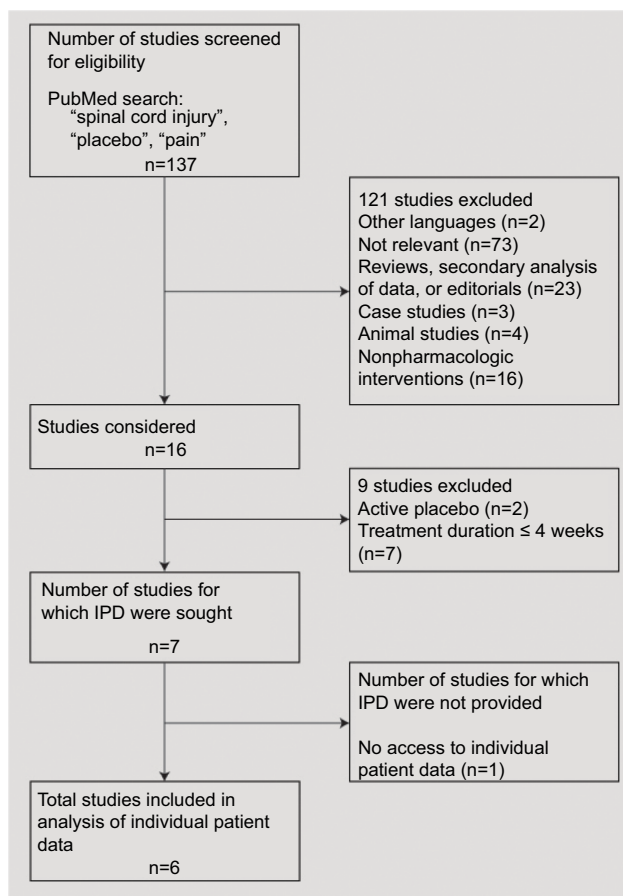 Number of studies screened
for eligibility
PubMed search:
“spinal cord injury”,
“placebo”, “pain”
n=137
121 studies excluded
Other languages (n=2)
Not relevant (n=73)
Reviews, secondary analysis
of data, or editorials (n=23)
Case studies (n=3)
Animal studies (n=4)
Nonpharmacologic
interventions (n=16)
Studies considered
n=16
9 studies excluded
Active placebo (n=2)
Treatment duration ≤ 4 weeks
(n=7)
Number of studies for
which IPD were sought
n=7
Number of studies for which
IPD were not provided
No access to individual
patient data (n=1)
Total studies included in
analysis of individual patient
data
n=6